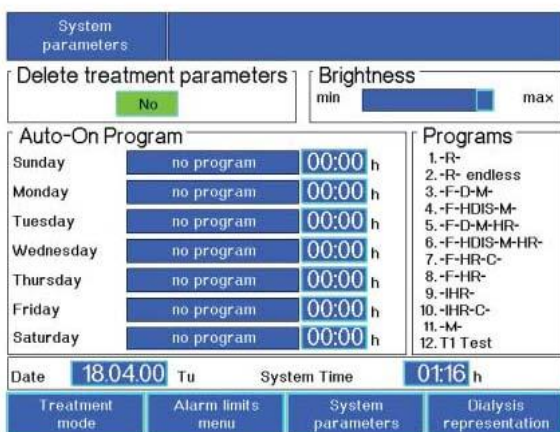 System
parameters
Delete treatment parameters
No
Brightness
min max
Auto-On Program
Sunday no program 00:00 h
Monday no program 00:00 h
Tuesday no program 00:00 h
Wednesday no program 00:00 h
Thursday no program 00:00 h
Friday no program 00:00 h
Saturday no program 00:00 h
Programs
1.-R-
2.-R- endless
3.-F-D-M-
4.-F-HDIS-M-
5.-F-D-M-HR-
6.-F-HDIS-M-HR-
7.-F-HR-C-
8.-F-HR-
9.-IHR-
10.-IHR-C-
11.-M-
12. T1 Test
Date 18.04.00 Tu System Time 01:16 h
Treatment
mode
Alarm limits
menu
System
parameters
Dialysis
representation